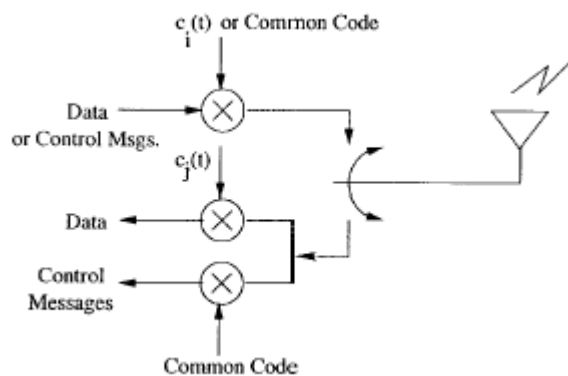 c_i(t) or Common Code
Data
or Control Msgs.
c_j(t)
Data
Control
Messages
Common Code